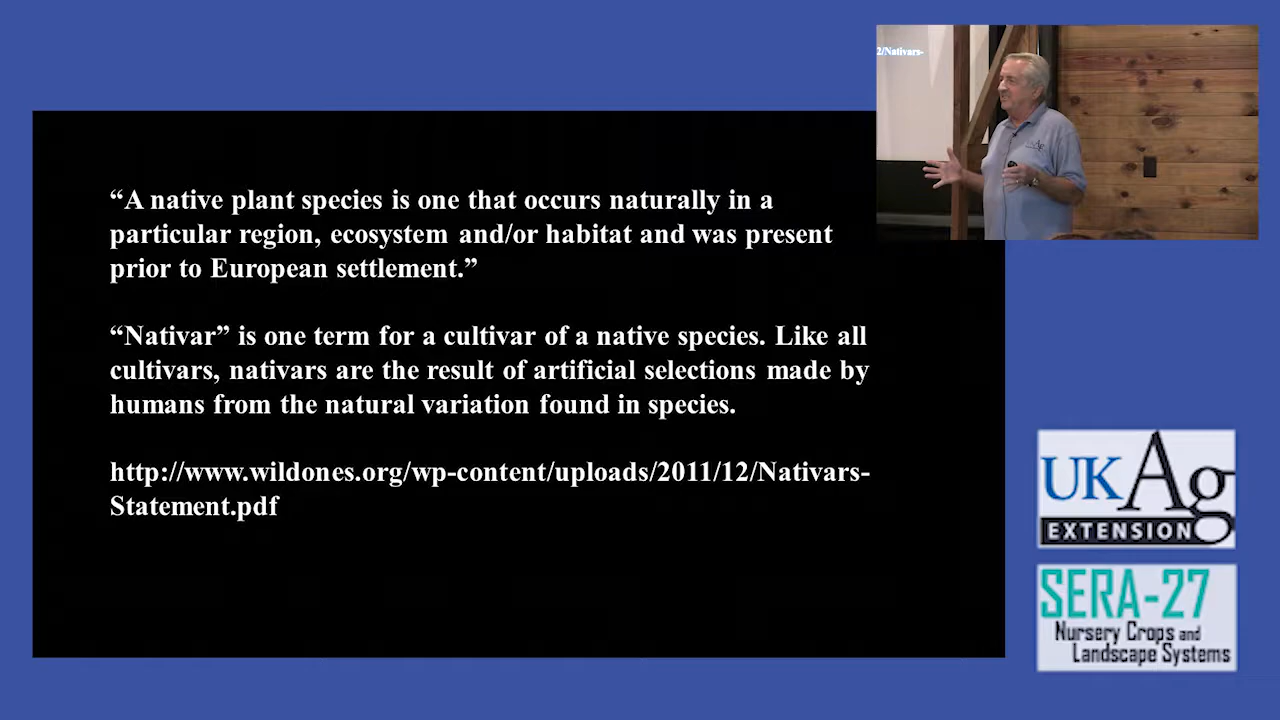 2/Nativars-
“A native plant species is one that occurs naturally in a
particular region, ecosystem and/or habitat and was present
prior to European settlement.”
“Nativar” is one term for a cultivar of a native species. Like all
cultivars, nativars are the result of artificial selections made by
humans from the natural variation found in species.
http://www.wildones.org/wp-content/uploads/2011/12/Nativars-
Statement.pdf
UKAg
EXTENSION
SERA-27
Nursery Crops and
Landscape Systems